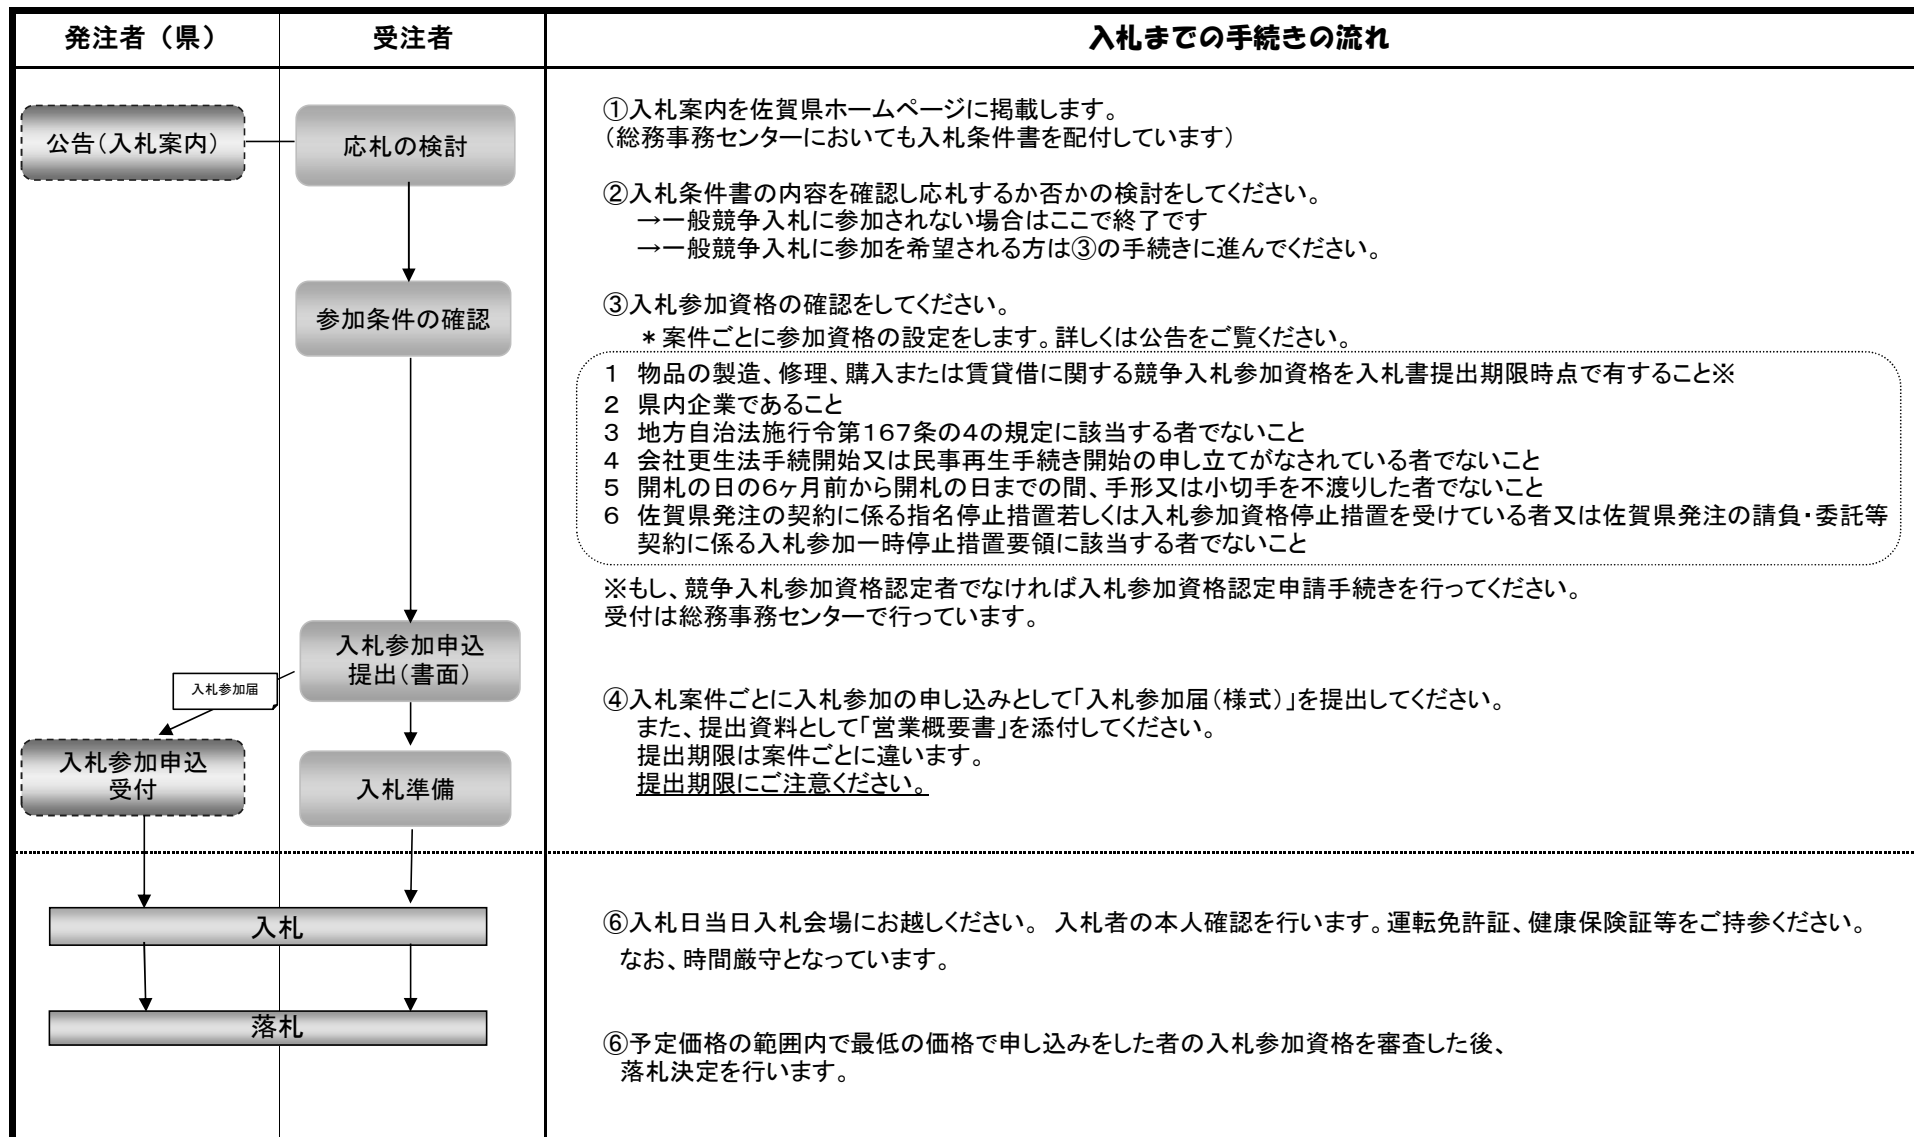 発注者（県）
受注者
入札までの手続きの流れ
公告（入札案内）
応札の検討
①入札案内を佐賀県ホームページに掲載します。
（総務事務センターにおいても入札条件書を配付しています）
②入札条件書の内容を確認し応札するか否かの検討をしてください。
→一般競争入札に参加されない場合はここで終了です
→一般競争入札に参加を希望される方は③の手続きに進んでください。
参加条件の確認
③入札参加資格の確認をしてください。
＊案件ごとに参加資格の設定をします。詳しくは公告をご覧ください。
1　物品の製造、修理、購入または賃貸借に関する競争入札参加資格を入札書提出期限時点で有すること※
2　県内企業であること
3　地方自治法施行令第167条の4の規定に該当する者でないこと
4　会社更生法手続開始又は民事再生手続き開始の申し立てがなされている者でないこと
5　開札の日の6ヶ月前から開札の日までの間、手形又は小切手を不渡りした者でないこと
6　佐賀県発注の契約に係る指名停止措置若しくは入札参加資格停止措置を受けている者又は佐賀県発注の請負・委託等
契約に係る入札参加一時停止措置要領に該当する者でないこと
※もし、競争入札参加資格認定者でなければ入札参加資格認定申請手続きを行ってください。
受付は総務事務センターで行っています。
入札参加申込
提出（書面）
入札参加届
④入札案件ごとに入札参加の申し込みとして「入札参加届（様式）」を提出してください。
また、提出資料として「営業概要書」を添付してください。
提出期限は案件ごとに違います。
提出期限にご注意ください。
入札参加申込
受付
入札準備
入札
⑥入札日当日入札会場にお越しください。 入札者の本人確認を行います。運転免許証、健康保険証等をご持参ください。
なお、時間厳守となっています。
落札
⑥予定価格の範囲内で最低の価格で申し込みをした者の入札参加資格を審査した後、
落札決定を行います。